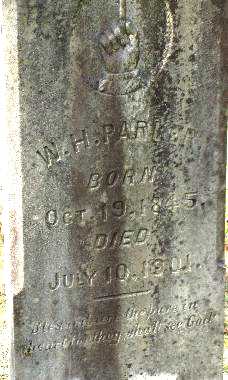 W. H. PARKER
BORN
OCT. 19, 1845.
DIED
JULY 10, 1901.
Blessed are the pure in
heart for they shall see God.